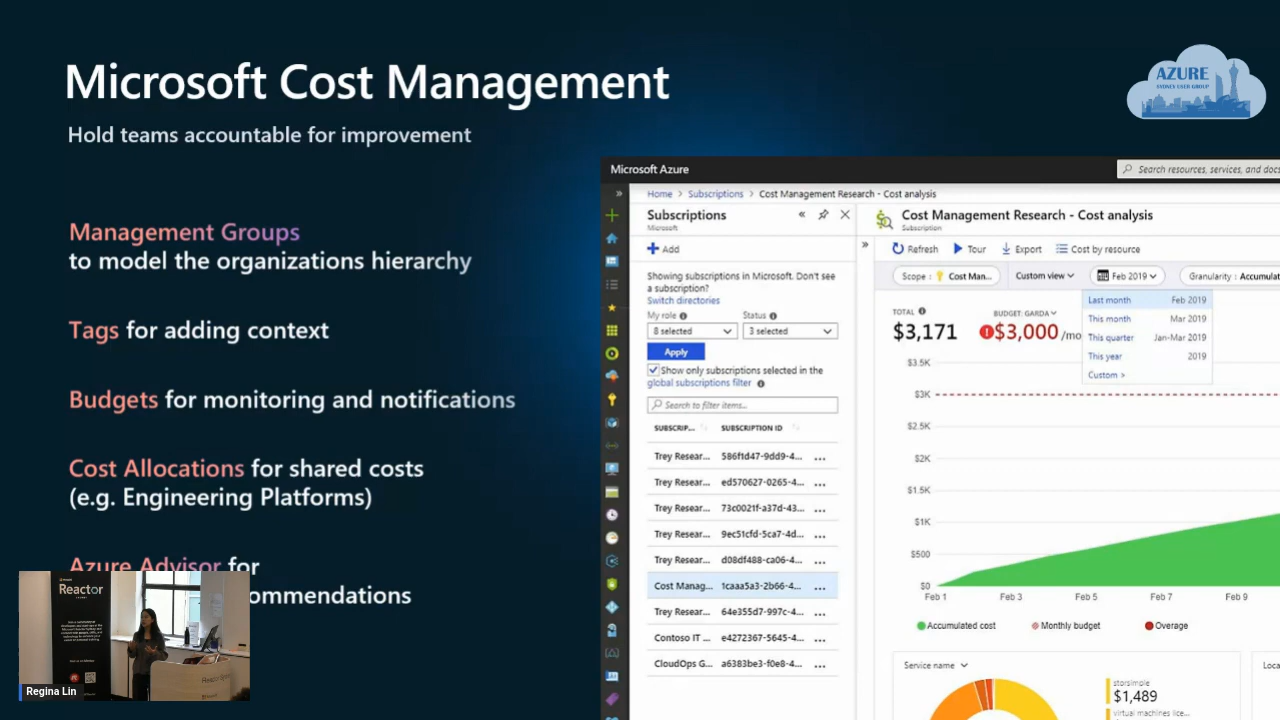 Microsoft Cost Management
Hold teams accountable for improvement
AZURE
SYDNEY USER GROUP
Management Groups
to model the organizations hierarchy
Tags for adding context
Budgets for monitoring and notifications
Cost Allocations for shared costs
(e.g. Engineering Platforms)
Azure Advisor for
ommendations
Reactor
Regina Lin
Microsoft Azure
Search resources, services, and docs
Home > Subscriptions > Cost Management Research - Cost analysis
Subscriptions
Microsoft
Add
Showing subscriptions in Microsoft. Don't see
a subscription?
Switch directories
My role
Status
8 selected
3 selected
Apply
Show only subscriptions selected in the
global subscriptions filter
Search to filter items...
SUBSCRIP...
SUBSCRIPTION ID
Trey Resear... 586f1d47-9dd9-4... ...
Trey Resear... ed570627-0265-4... ...
Trey Resear... 73c0021f-a37d-43... ...
Trey Resear... 9ec51cfd-5ca7-4d... ...
Trey Resear... d08df488-ca06-4... ...
Cost Manag... 1caaa5a3-2b66-4... ...
Trey Resear... 64e355d7-997c-4... ...
Contoso IT ... e4272367-5645-4... ...
CloudOps G... a6383be3-f0e8-4... ...
Cost Management Research - Cost analysis
Subscription
Refresh Tour Export Cost by resource
Scope : Cost Man... Custom view Feb 2019 Granularity : Accumulat
Last month Feb 2019
This month Mar 2019
This quarter Jan-Mar 2019
This year 2019
Custom >
TOTAL
$3,171
BUDGET: GARDA
$3,000 /mo
$3.5K
$3K
$2.5K
$2K
$1.5K
$1K
$500
$0
Feb 1 Feb 3 Feb 5 Feb 7 Feb 9
Accumulated cost Monthly budget Overage
Service name
Loca
storsimple
$1,489
virtual machines lice...